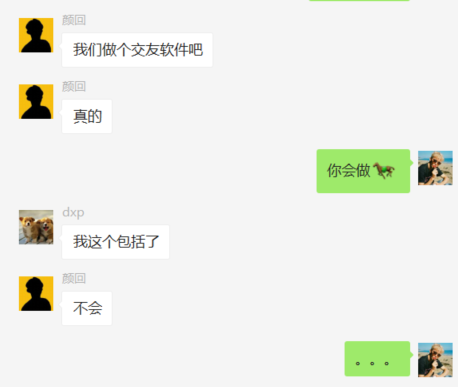 颜回
我们做个交友软件吧
颜回
真的
你会做🐎
dxp
我这个包括了
颜回
不会
。。。